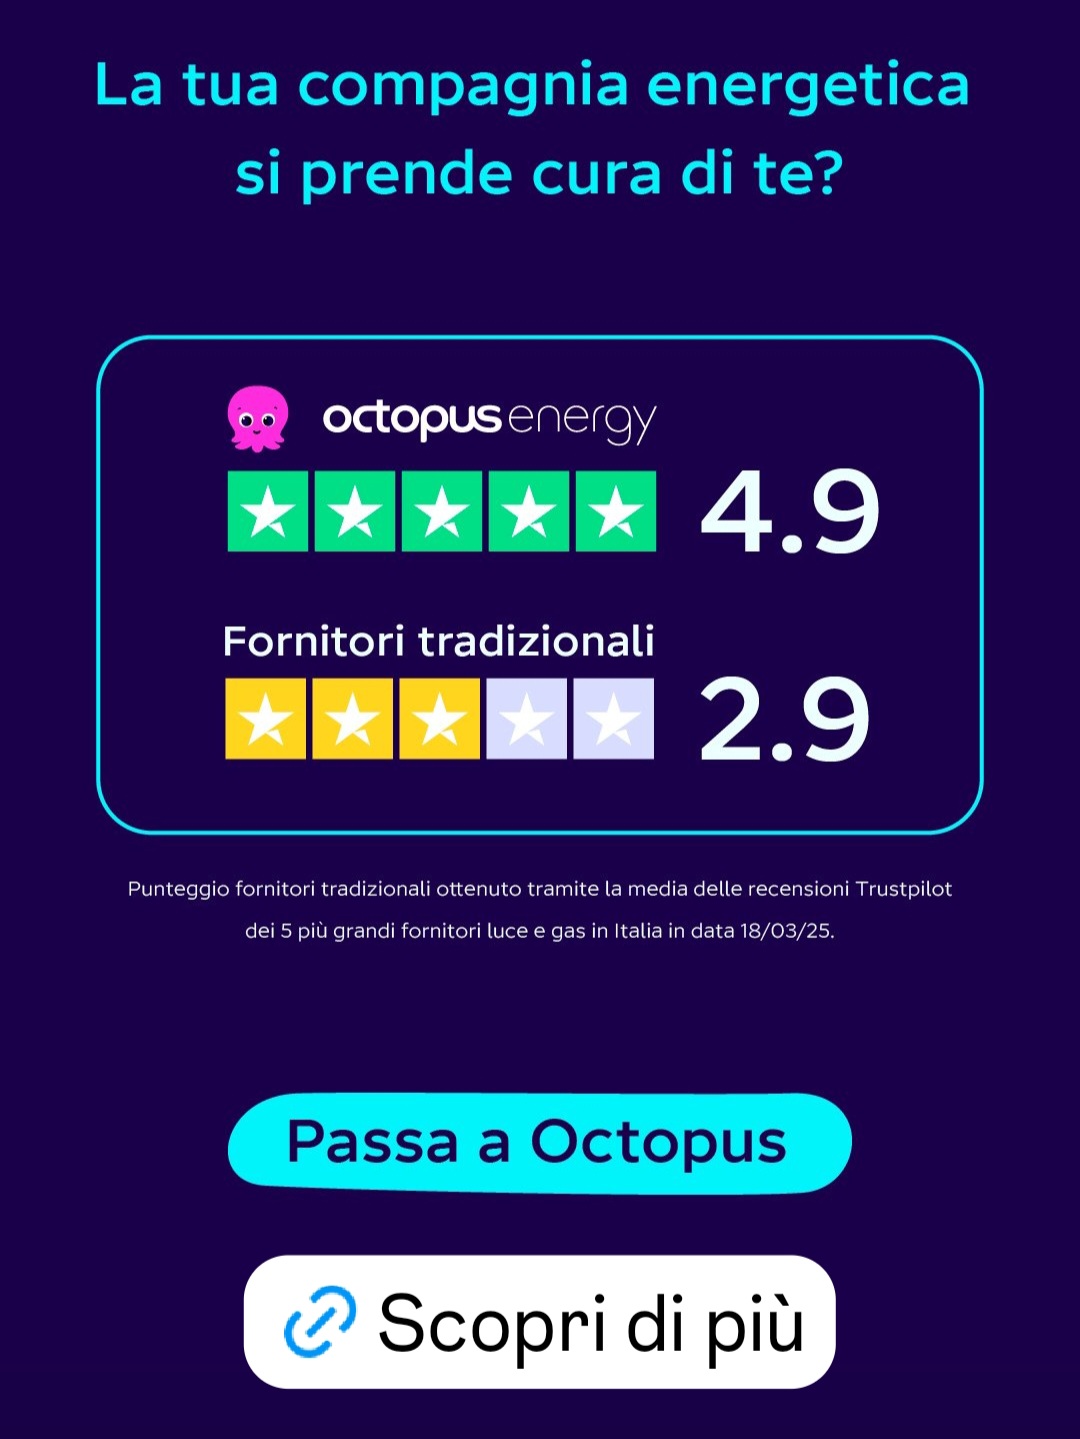 La tua compagnia energetica
si prende cura di te?
octopus energy
4.9
Fornitori tradizionali
2.9
Punteggio fornitori tradizionali ottenuto tramite la media delle recensioni Trustpilot
dei 5 più grandi fornitori luce e gas in Italia in data 18/03/25.
Passa a Octopus
Scopri di più